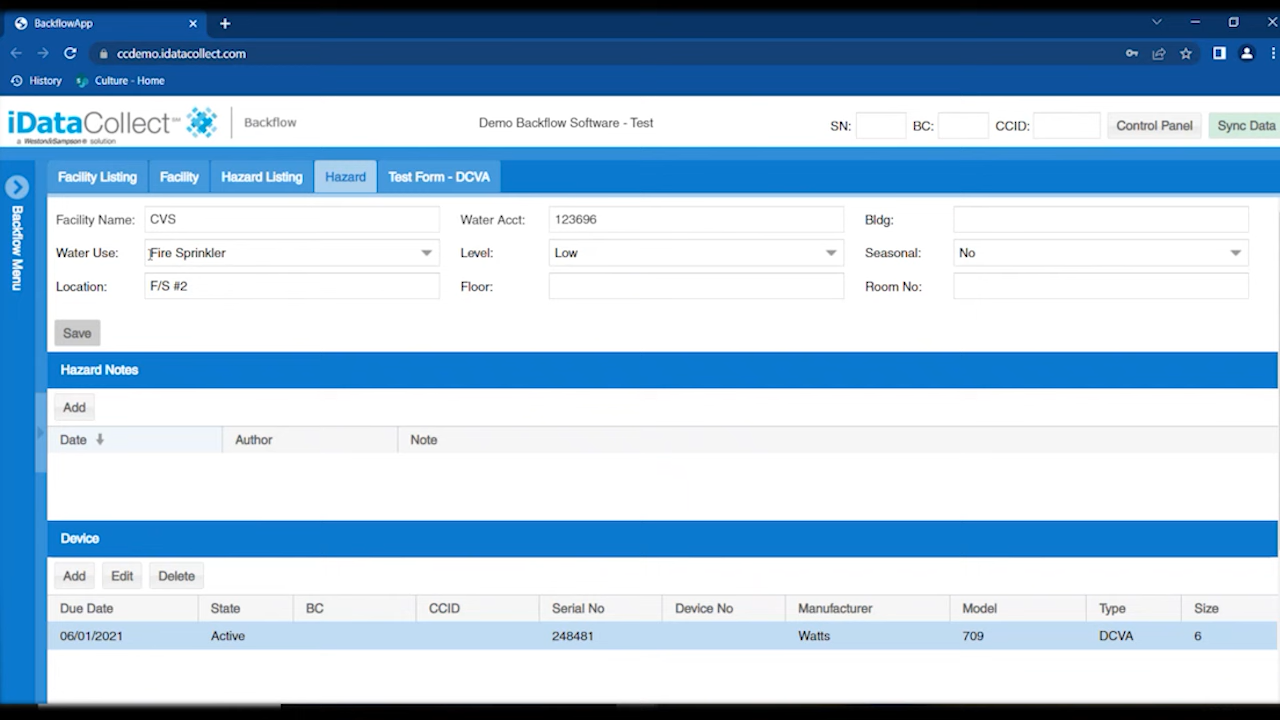 BackflowApp
ccdemo.idatacollect.com
History Culture - Home
iDataCollect SM Backflow Demo Backflow Software - Test SN: BC: CCID: Control Panel Sync Data
a Weston&Sampson® solution
Backflow Menu
Facility Listing Facility Hazard Listing Hazard Test Form - DCVA
Facility Name: CVS Water Acct: 123696 Bldg:
Water Use: Fire Sprinkler Level: Low Seasonal: No
Location: F/S #2 Floor: Room No:
Save
Hazard Notes
Add
Date Author Note
Device
Add Edit Delete
Due Date State BC CCID Serial No Device No Manufacturer Model Type Size
06/01/2021 Active 248481 Watts 709 DCVA 6